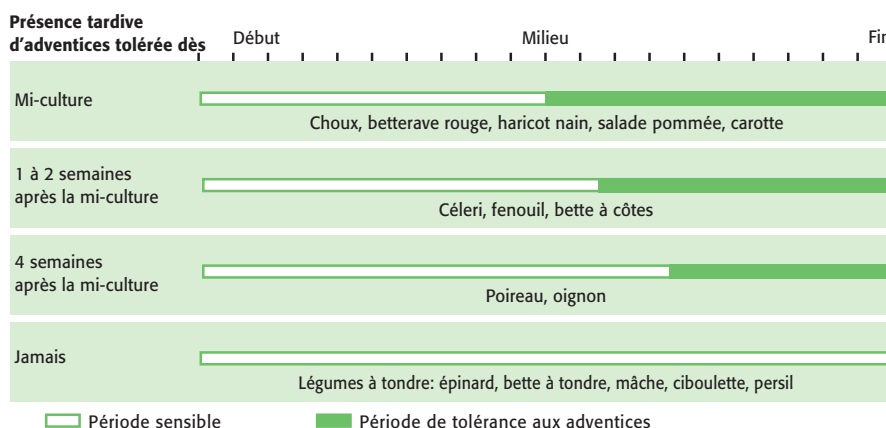 Présence tardive
d'adventices tolérée dès
Début
Milieu
Fin
Mi-culture
Choux, betterave rouge, haricot nain, salade pommée, carotte
1 à 2 semaines
après la mi-culture
Céleri, fenouil, bette à côtes
4 semaines
après la mi-culture
Poireau, oignon
Jamais
Légumes à tondre: épinard, bette à tondre, mâche, ciboulette, persil
Période sensible
Période de tolérance aux adventices